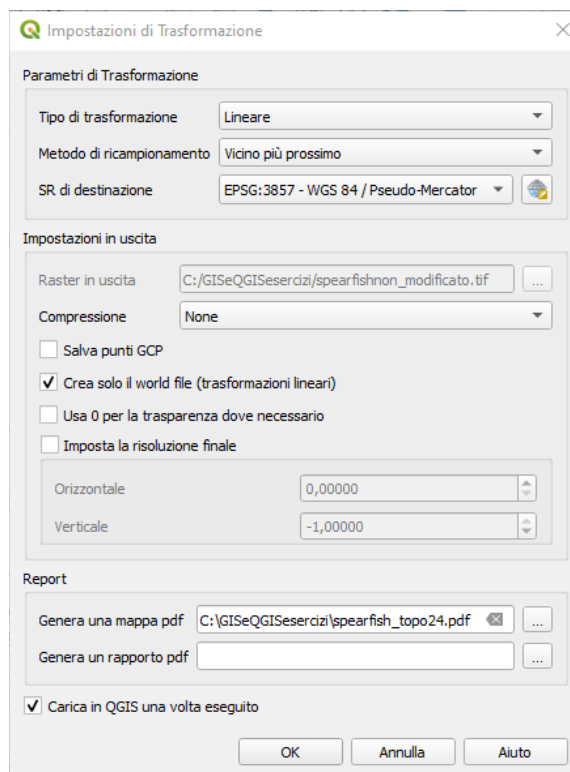 Impostazioni di Trasformazione
Parametri di Trasformazione
Tipo di trasformazione Lineare
Metodo di ricampionamento Vicino più prossimo
SR di destinazione EPSG:3857 - WGS 84 / Pseudo-Mercator
Impostazioni in uscita
Raster in uscita C:/GISeQGISesercizi/spearfishnon_modificato.tif ...
Compressione None
Salva punti GCP
Crea solo il world file (trasformazioni lineari)
Usa 0 per la trasparenza dove necessario
Imposta la risoluzione finale
Orizzontale 0,00000
Verticale -1,00000
Report
Genera una mappa pdf C:\GISeQGISesercizi\spearfish_topo24.pdf ...
Genera un rapporto pdf ...
Carica in QGIS una volta eseguito
OK Annulla Aiuto